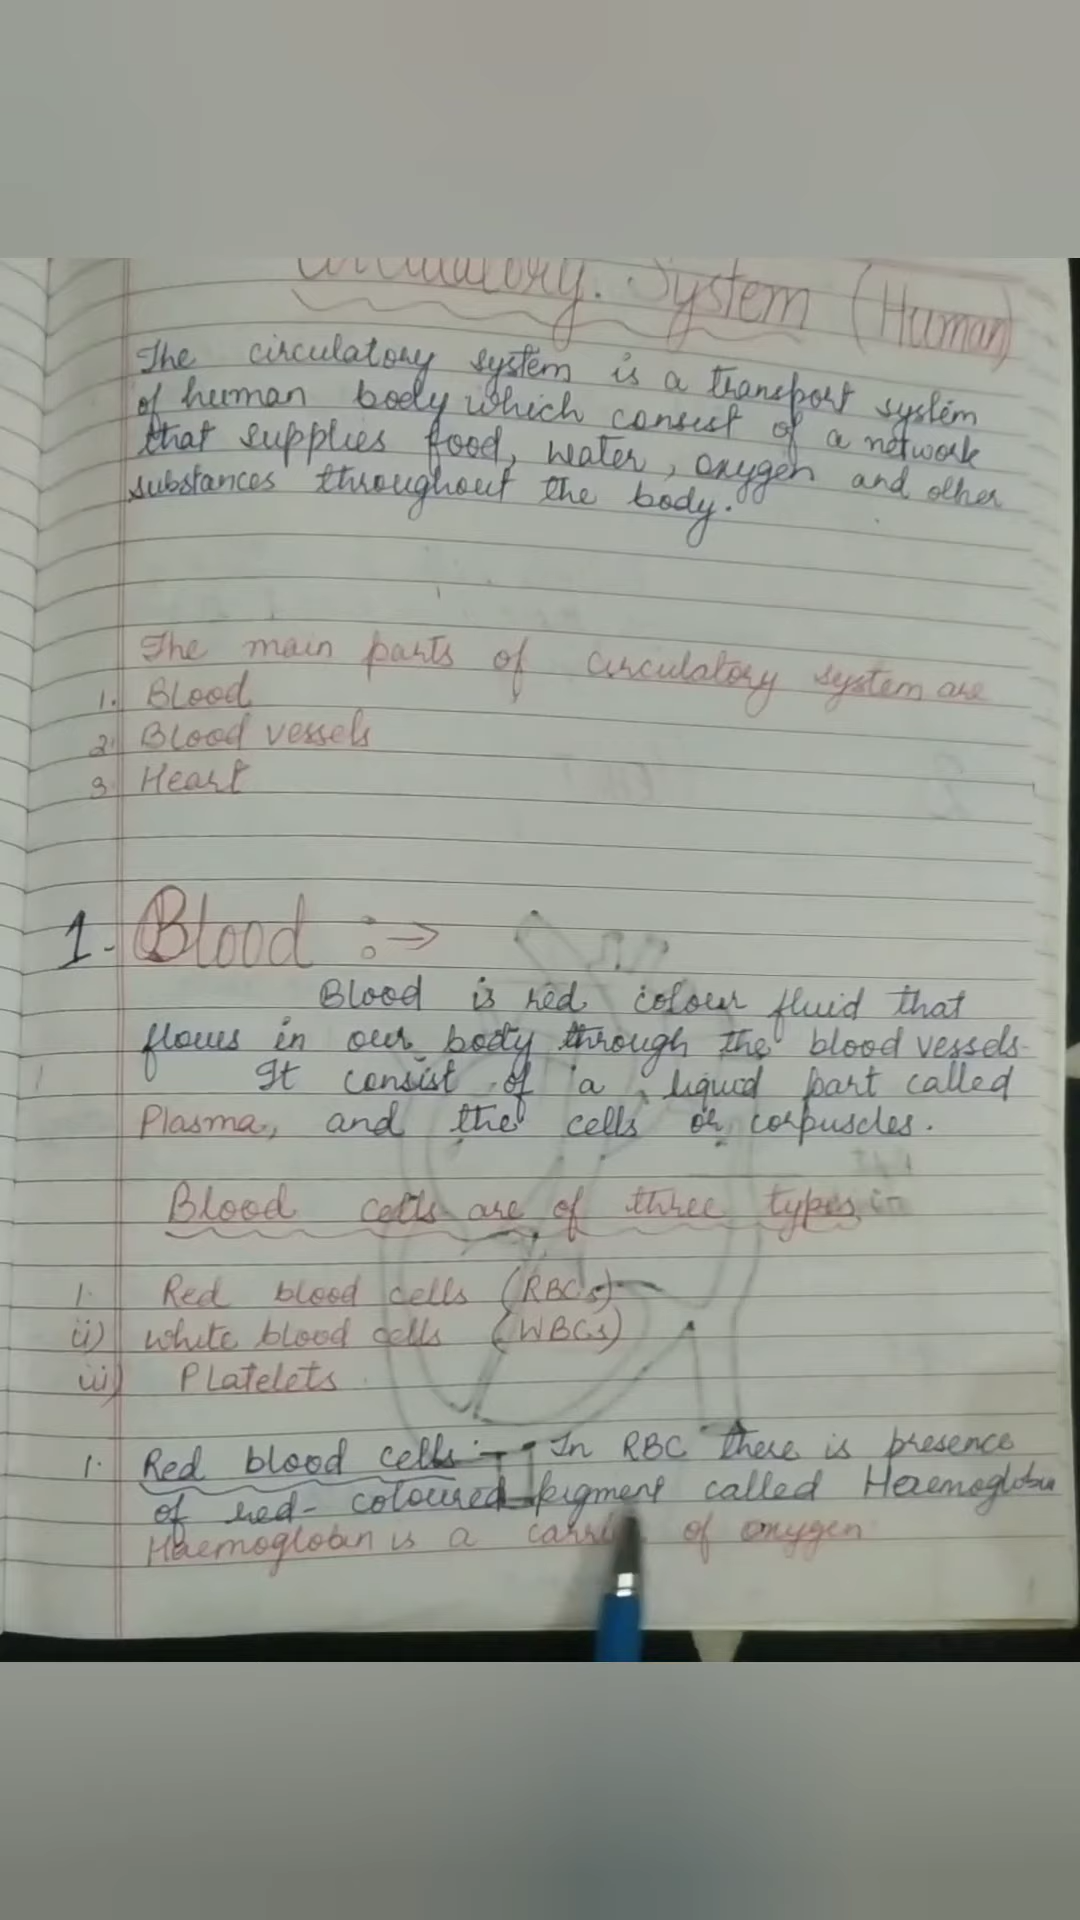 Circulatory. System (Human)
The circulatory system is a transport system
of human body which consist of a network
that supplies food, water, oxygen and other
substances throughout the body.
The main parts of circulatory system are
1. Blood
2. Blood vessels
3. Heart
1. Blood :→
Blood is red colour fluid that
flows in our body through the blood vessels.
It consist of a liquid part called
Plasma, and the cells or corpuscles.
Blood cells are of three types
1. Red blood cells (RBCs)
ii) White blood cells (WBCs)
iii) Platelets
1. Red blood cells :- In RBC there is presence
of red-coloured pigment called Haemoglobin
Haemoglobin is a carrier of oxygen